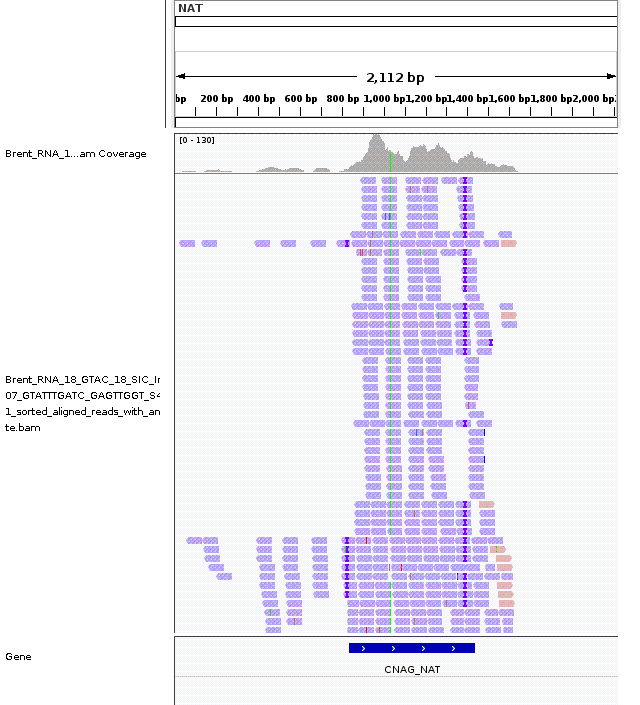 NAT
2,112 bp
bp 200 bp 400 bp 600 bp 800 bp 1,000 bp 1,200 bp 1,400 bp 1,600 bp 1,800 bp 2,000 bp
[0 - 130]
Brent_RNA_1...am Coverage
Brent_RNA_18_GTAC_18_SIC_Ir
07_GTATTTGATC_GAGTTGGT_S4
1_sorted_aligned_reads_with_an
te.bam
Gene
CNAG_NAT